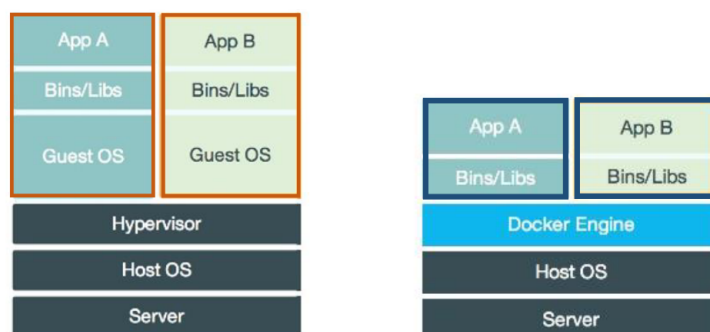 App A
App B
Bins/Libs
Bins/Libs
Guest OS
Guest OS
Hypervisor
Host OS
Server
App A
App B
Bins/Libs
Bins/Libs
Docker Engine
Host OS
Server